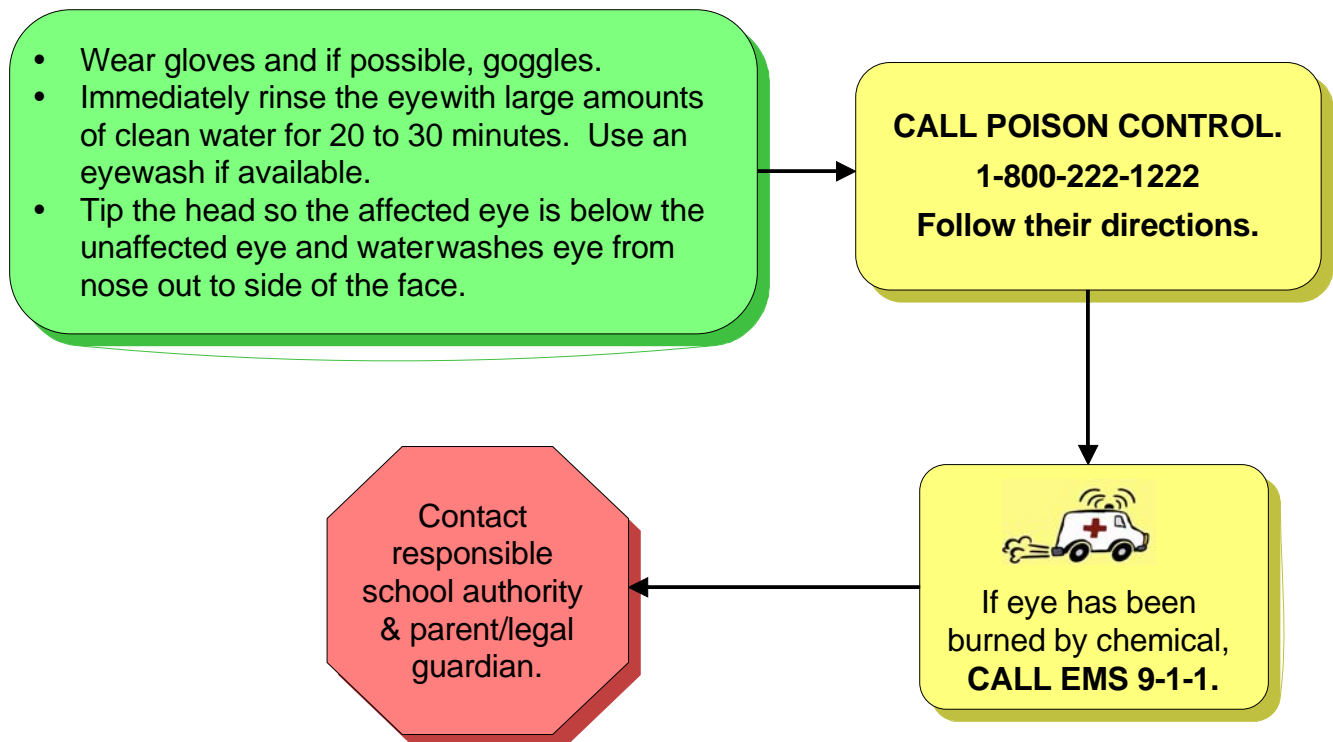 • Wear gloves and if possible, goggles.
• Immediately rinse the eyewith large amounts
of clean water for 20 to 30 minutes.  Use an
eyewash if available.
• Tip the head so the affected eye is below the
unaffected eye and waterwashes eye from
nose out to side of the face.
CALL POISON CONTROL.
1-800-222-1222
Follow their directions.
If eye has been
burned by chemical,
CALL EMS 9-1-1.
Contact
responsible
school authority
& parent/legal
guardian.